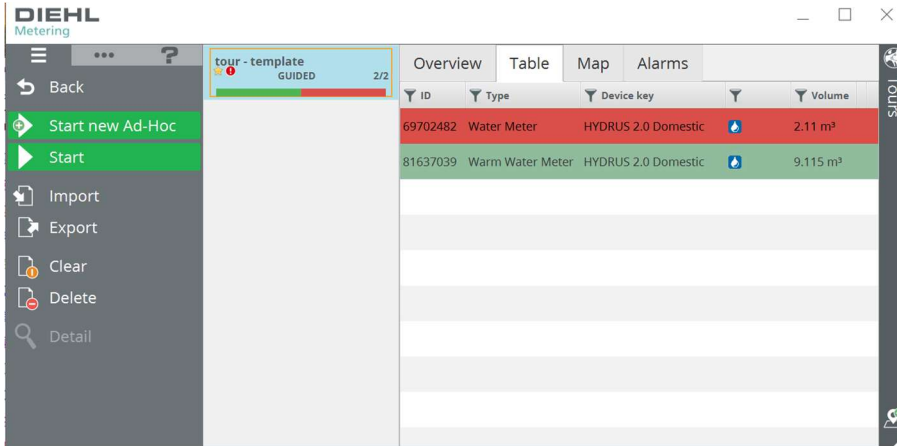 DIEHL
Metering
Back
Start new Ad-Hoc
Start
Import
Export
Clear
Delete
Detail
tour - template
GUIDED 2/2
Overview Table Map Alarms
ID Type Device key Volume
69702482 Water Meter HYDRUS 2.0 Domestic 2.11 m³
81637039 Warm Water Meter HYDRUS 2.0 Domestic 9.115 m³
Tours